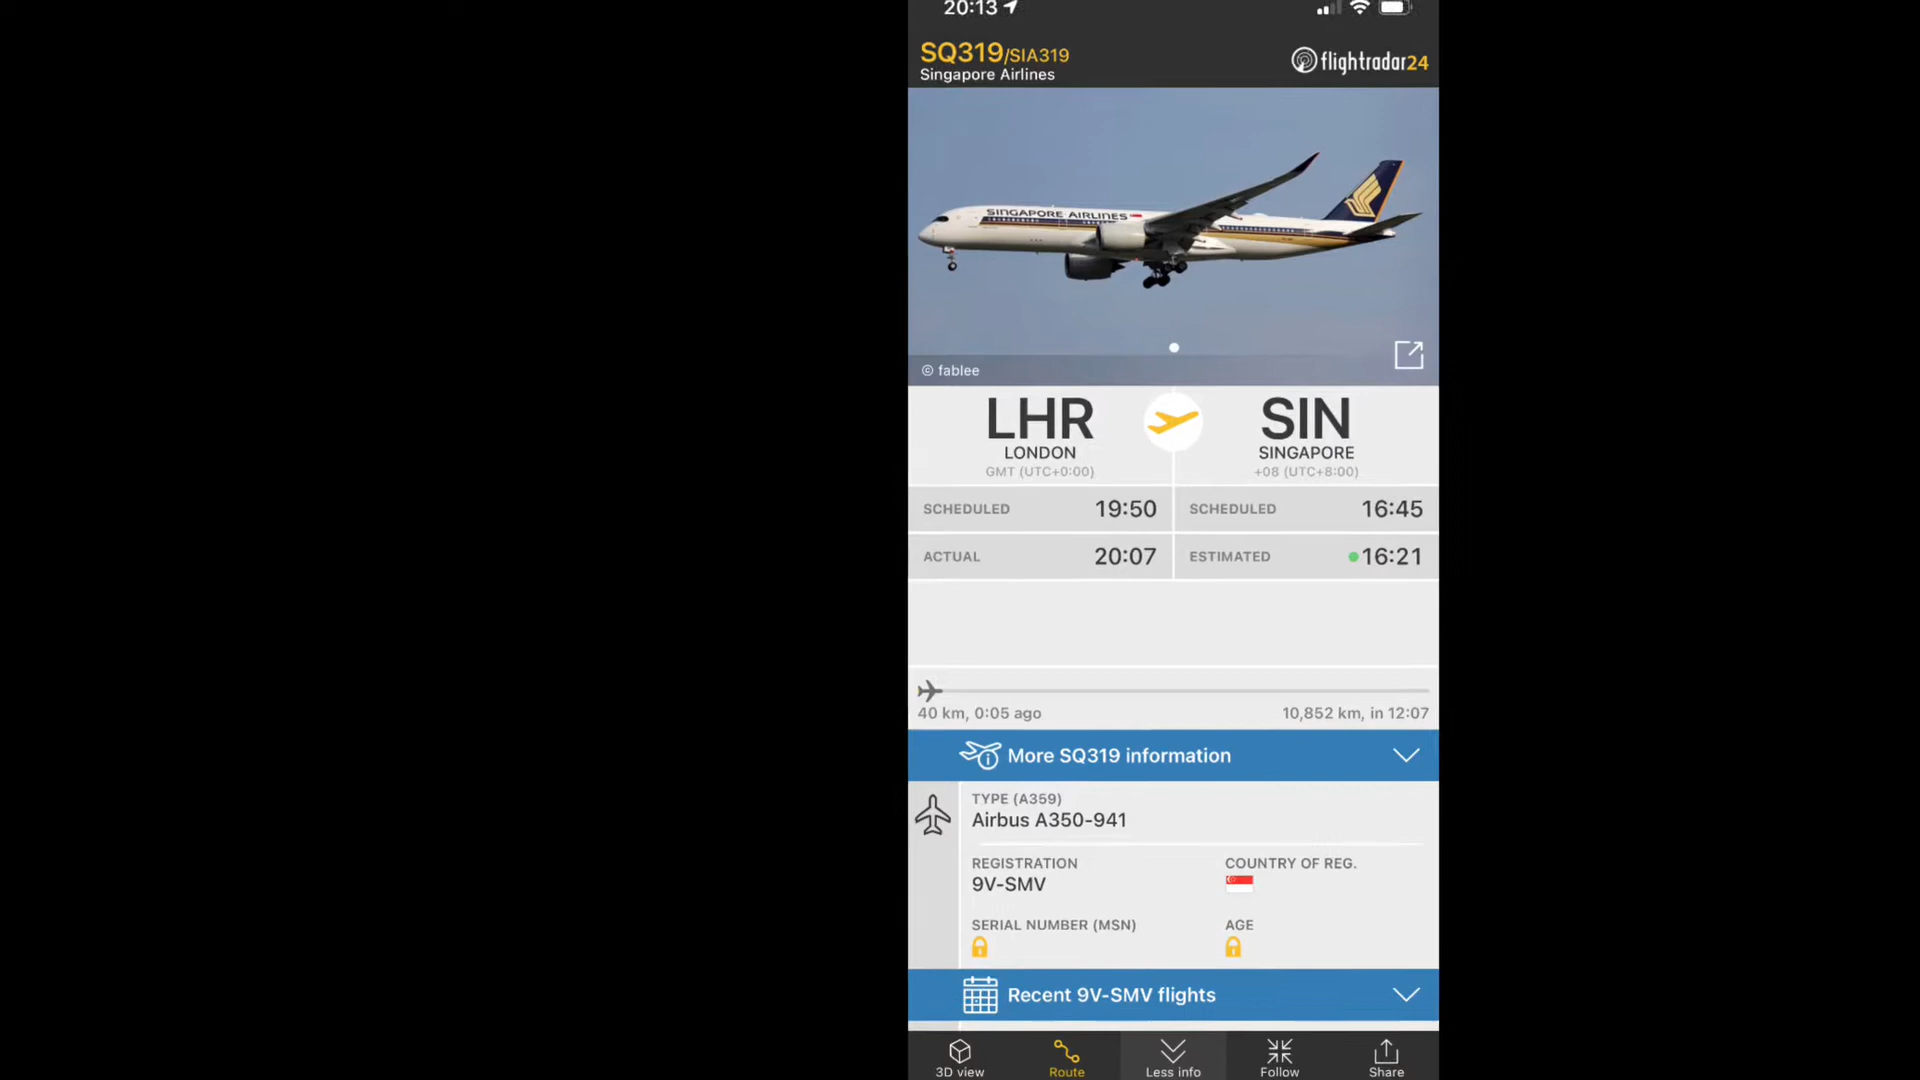 20:13
SQ319/SIA319
Singapore Airlines
flightradar24
SINGAPORE AIRLINES
© fablee
LHR
LONDON
GMT (UTC+0:00)
SIN
SINGAPORE
+08 (UTC+8:00)
SCHEDULED 19:50
SCHEDULED 16:45
ACTUAL 20:07
ESTIMATED 16:21
40 km, 0:05 ago
10,852 km, in 12:07
More SQ319 information
TYPE (A359)
Airbus A350-941
REGISTRATION
9V-SMV
COUNTRY OF REG.
SERIAL NUMBER (MSN)
AGE
Recent 9V-SMV flights
3D view
Route
Less info
Follow
Share